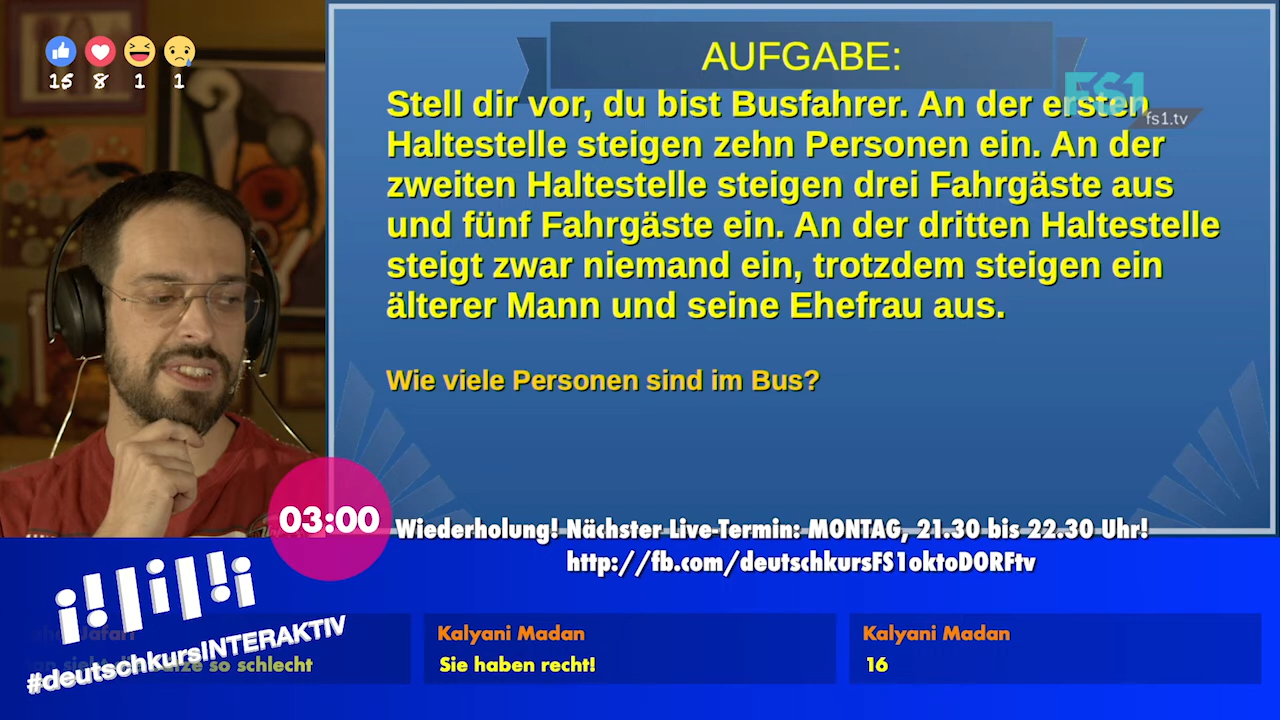 15 8 1 1
AUFGABE:
Stell dir vor, du bist Busfahrer. An der ersten
Haltestelle steigen zehn Personen ein. An der
zweiten Haltestelle steigen drei Fahrgäste aus
und fünf Fahrgäste ein. An der dritten Haltestelle
steigt zwar niemand ein, trotzdem steigen ein
älterer Mann und seine Ehefrau aus.
Wie viele Personen sind im Bus?
FS1
fs1.tv
03:00
Wiederholung! Nächster Live-Termin: MONTAG, 21.30 bis 22.30 Uhr!
http://fb.com/deutschkursFS1oktoDORFtv
#deutschkursINTERAKTIV
so schlecht
Kalyani Madan
Sie haben recht!
Kalyani Madan
16